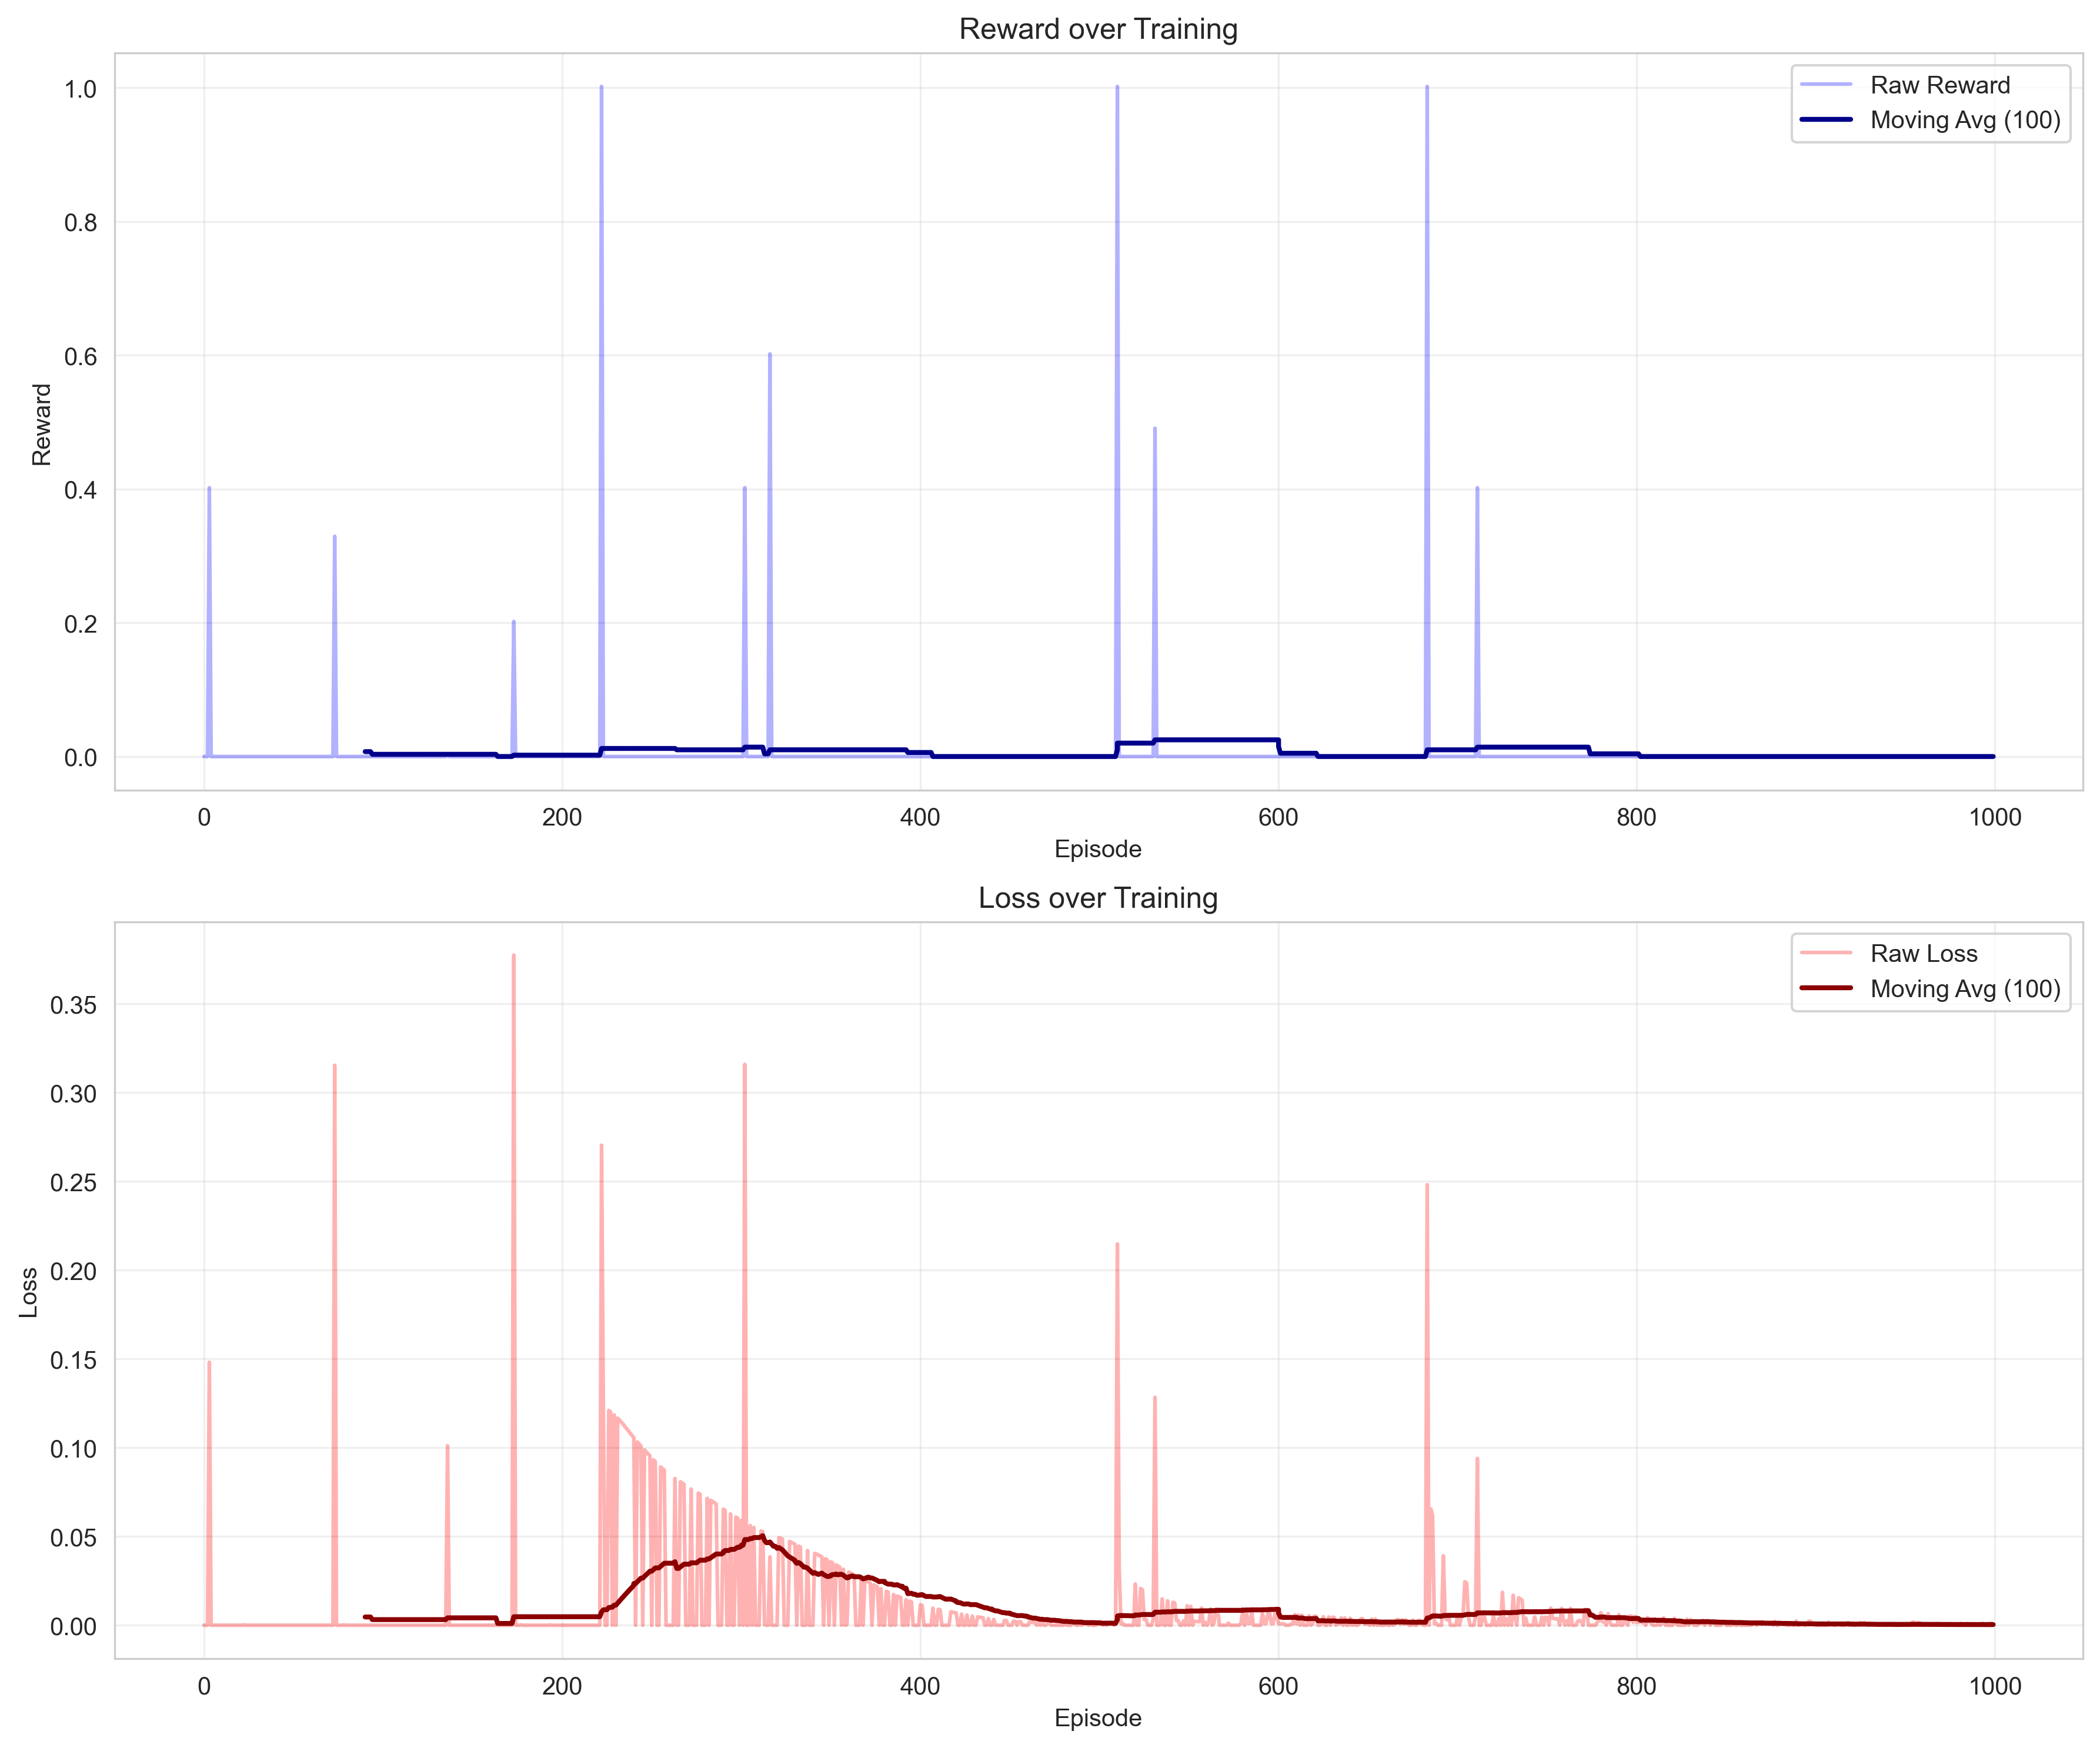 Reward over Training
Raw Reward
Moving Avg (100)
Reward
1.0
0.8
0.6
0.4
0.2
0.0
0 200 400 600 800 1000
Episode
Loss over Training
Raw Loss
Moving Avg (100)
Loss
0.35
0.30
0.25
0.20
0.15
0.10
0.05
0.00
0 200 400 600 800 1000
Episode